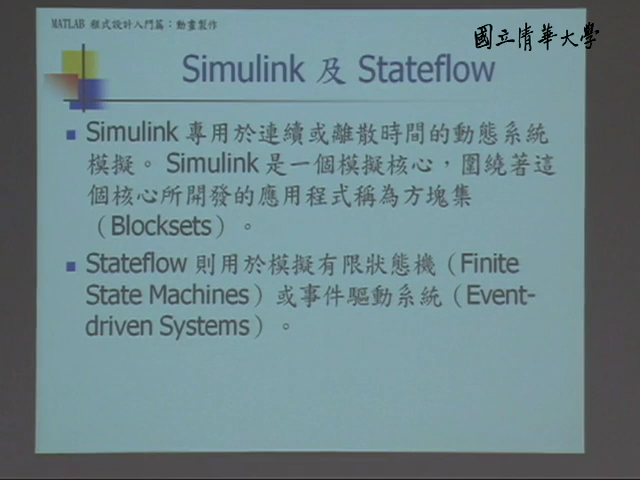 MATLAB 程式設計入門篇：動畫製作
國立清華大學
Simulink 及 Stateflow
Simulink 專用於連續或離散時間的動態系統
模擬。 Simulink 是一個模擬核心，圍繞著這
個核心所開發的應用程式稱為方塊集
（Blocksets）。
Stateflow 則用於模擬有限狀態機（Finite
State Machines）或事件驅動系統（Event-
driven Systems）。